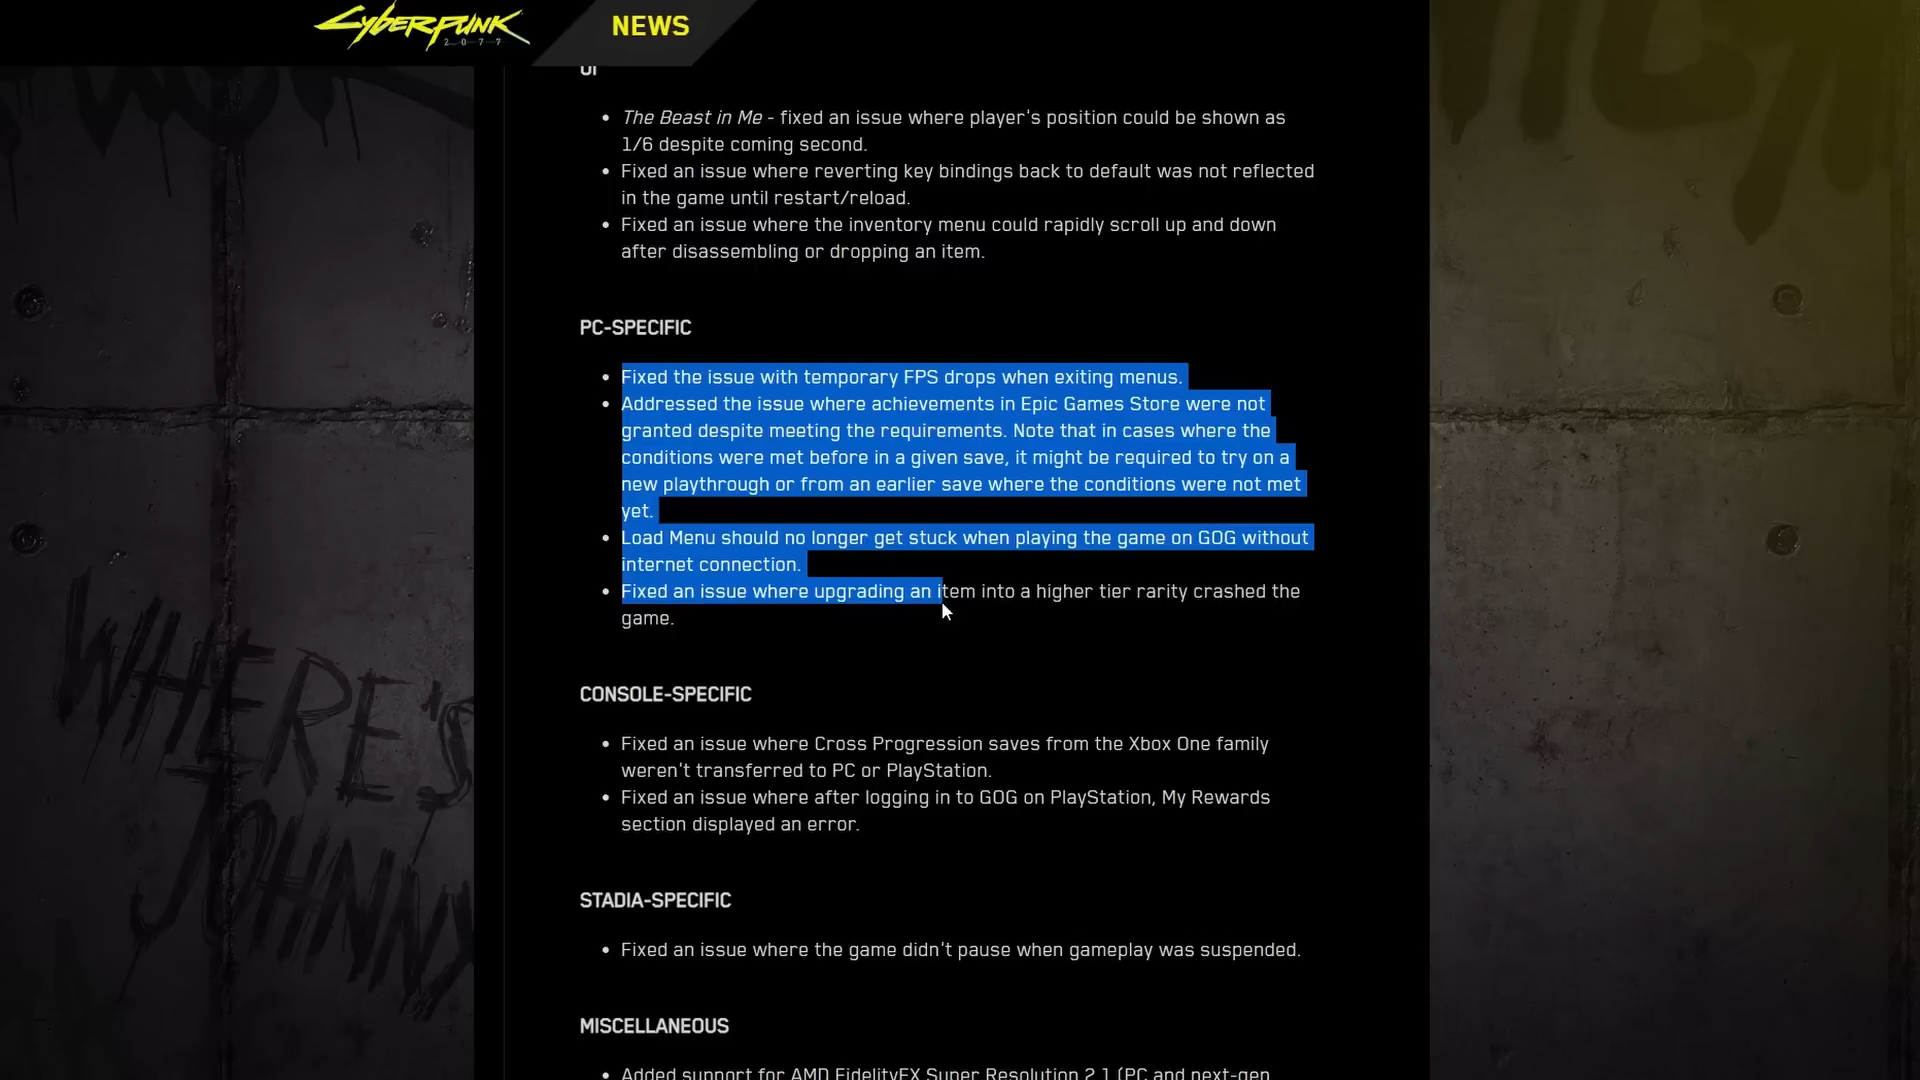 Cyberpunk
2077
NEWS
UI
The Beast in Me - fixed an issue where player's position could be shown as
1/6 despite coming second.
Fixed an issue where reverting key bindings back to default was not reflected
in the game until restart/reload.
Fixed an issue where the inventory menu could rapidly scroll up and down
after disassembling or dropping an item.
PC-SPECIFIC
Fixed the issue with temporary FPS drops when exiting menus.
Addressed the issue where achievements in Epic Games Store were not
granted despite meeting the requirements. Note that in cases where the
conditions were met before in a given save, it might be required to try on a
new playthrough or from an earlier save where the conditions were not met
yet.
Load Menu should no longer get stuck when playing the game on GOG without
internet connection.
Fixed an issue where upgrading an item into a higher tier rarity crashed the
game.
CONSOLE-SPECIFIC
Fixed an issue where Cross Progression saves from the Xbox One family
weren't transferred to PC or PlayStation.
Fixed an issue where after logging in to GOG on PlayStation, My Rewards
section displayed an error.
STADIA-SPECIFIC
Fixed an issue where the game didn't pause when gameplay was suspended.
MISCELLANEOUS
Added support for AMD FidelityFX Super Resolution 2.1 (PC and next-gen
WHERE'S
JOHNNY